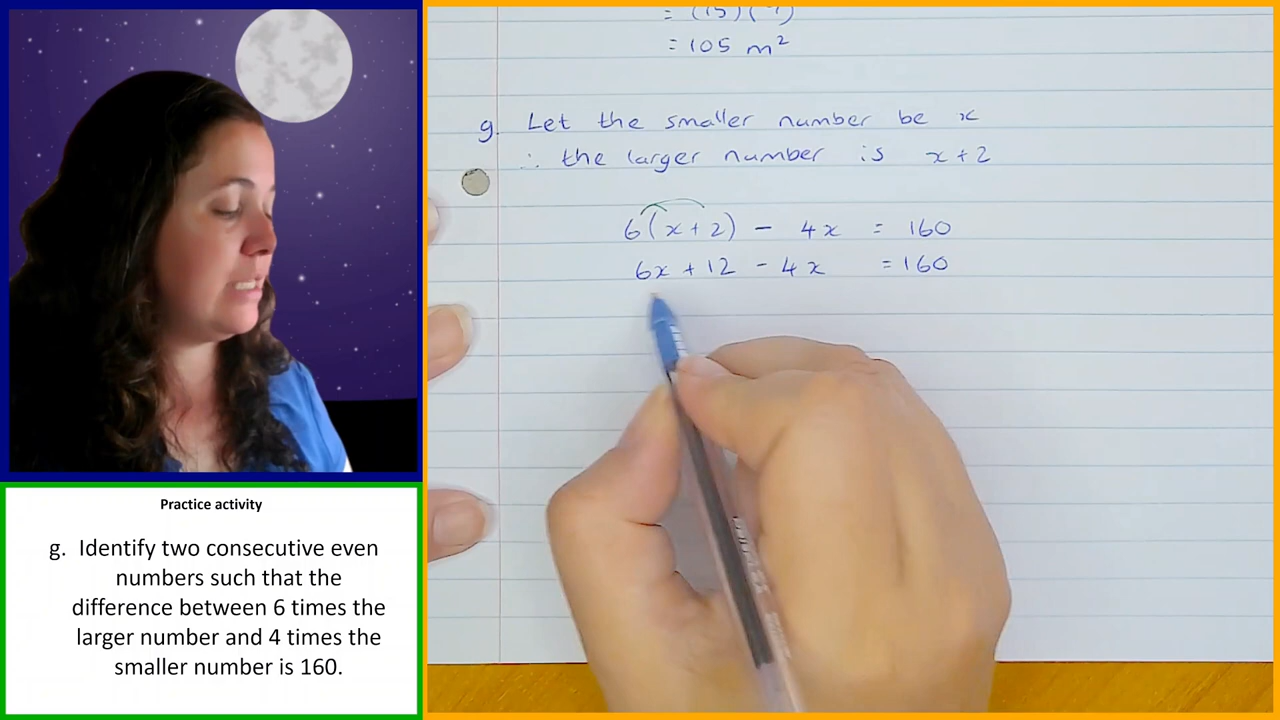 Practice activity
g. Identify two consecutive even
numbers such that the
difference between 6 times the
larger number and 4 times the
smaller number is 160.
= 105 m²
g. Let the smaller number be x
∴ the larger number is x + 2
6(x + 2) - 4x = 160
6x + 12 - 4x = 160